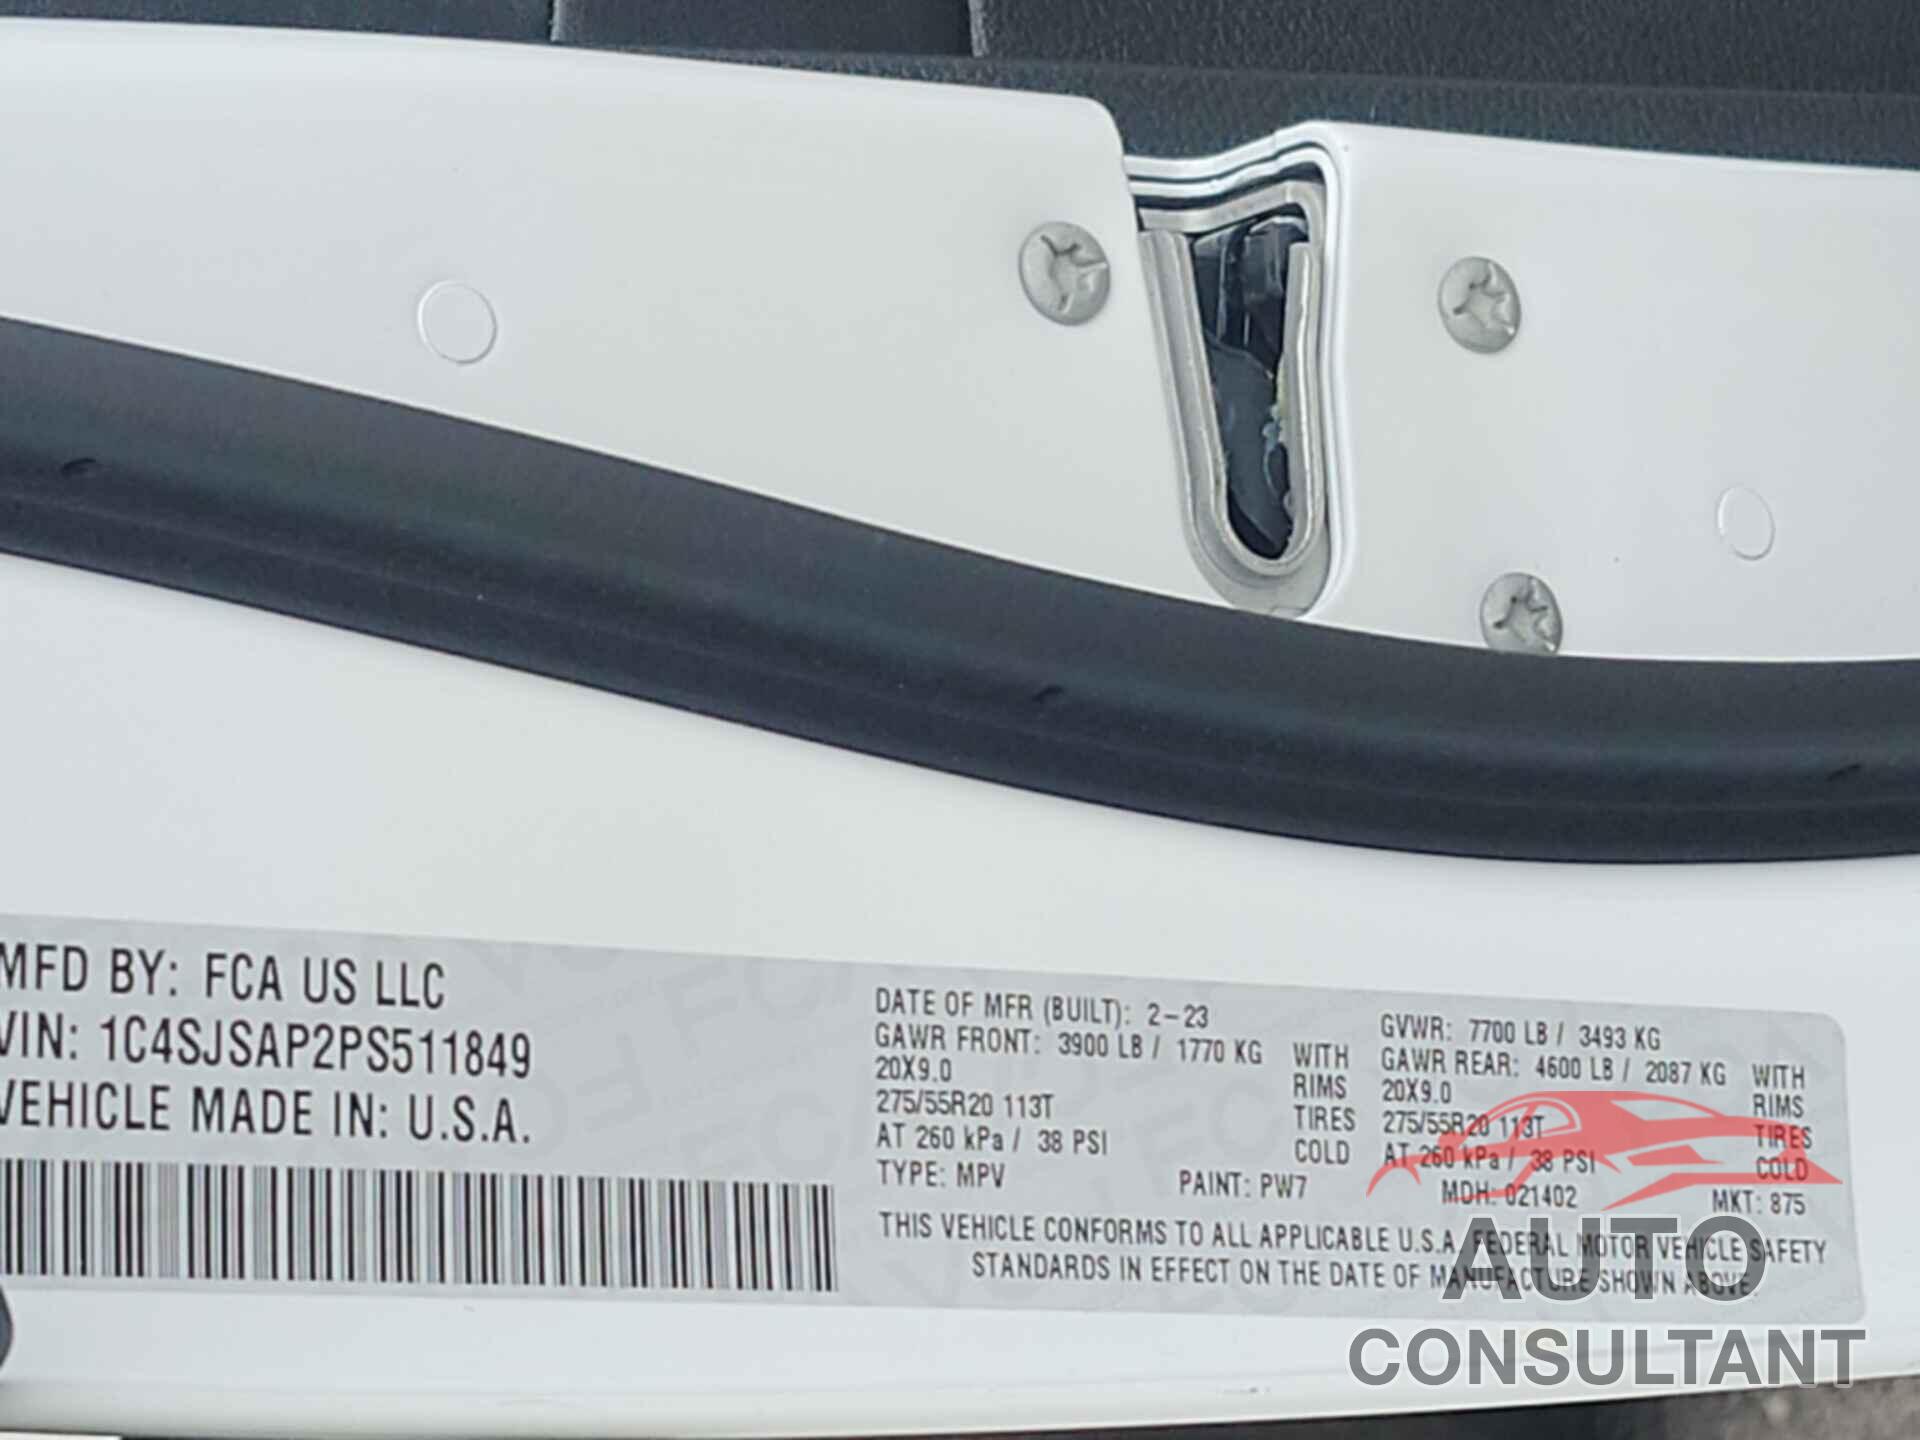 MFD BY: FCA US LLC
VIN: 1C4SJSAP2PS511849
VEHICLE MADE IN: U.S.A.
DATE OF MFR (BUILT): 2-23
GVWR: 7700 LB / 3493 KG
GAWR FRONT: 3900 LB / 1770 KG WITH
20X9.0 RIMS
275/55R20 113T TIRES
AT 260 kPa / 38 PSI COLD
GAWR REAR: 4600 LB / 2087 KG WITH
20X9.0 RIMS
275/55R20 113T TIRES
AT 260 kPa / 38 PSI COLD
TYPE: MPV PAINT: PW7 MDH: 021402 MKT: 875
THIS VEHICLE CONFORMS TO ALL APPLICABLE U.S.A. FEDERAL MOTOR VEHICLE SAFETY
STANDARDS IN EFFECT ON THE DATE OF MANUFACTURE SHOWN ABOVE.
AUTO
CONSULTANT